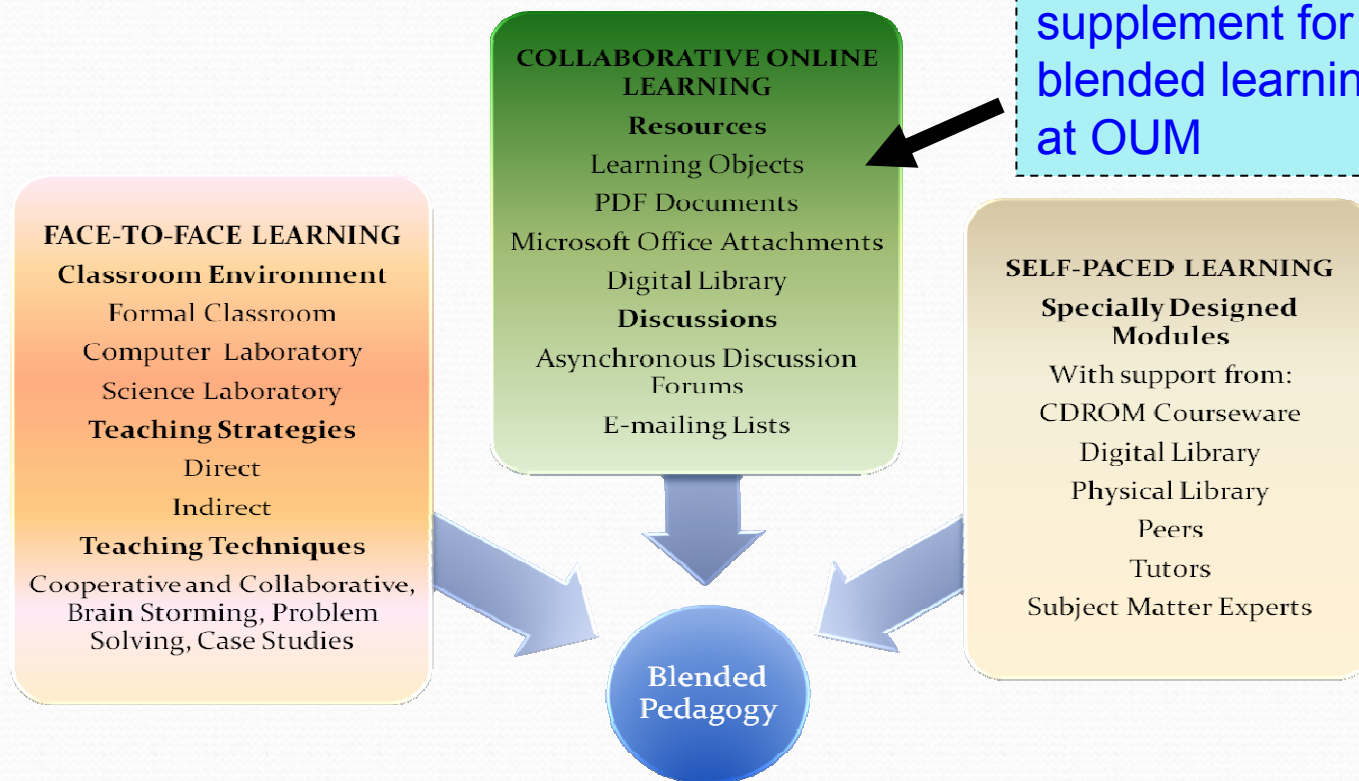 FACE-TO-FACE LEARNING
Classroom Environment
Formal Classroom
Computer Laboratory
Science Laboratory
Teaching Strategies
Direct
Indirect
Teaching Techniques
Cooperative and Collaborative,
Brain Storming, Problem
Solving, Case Studies
COLLABORATIVE ONLINE
LEARNING
Resources
Learning Objects
PDF Documents
Microsoft Office Attachments
Digital Library
Discussions
Asynchronous Discussion
Forums
E-mailing Lists
supplement for
blended learnin
at OUM
SELF-PACED LEARNING
Specially Designed
Modules
With support from:
CDROM Courseware
Digital Library
Physical Library
Peers
Tutors
Subject Matter Experts
Blended
Pedagogy